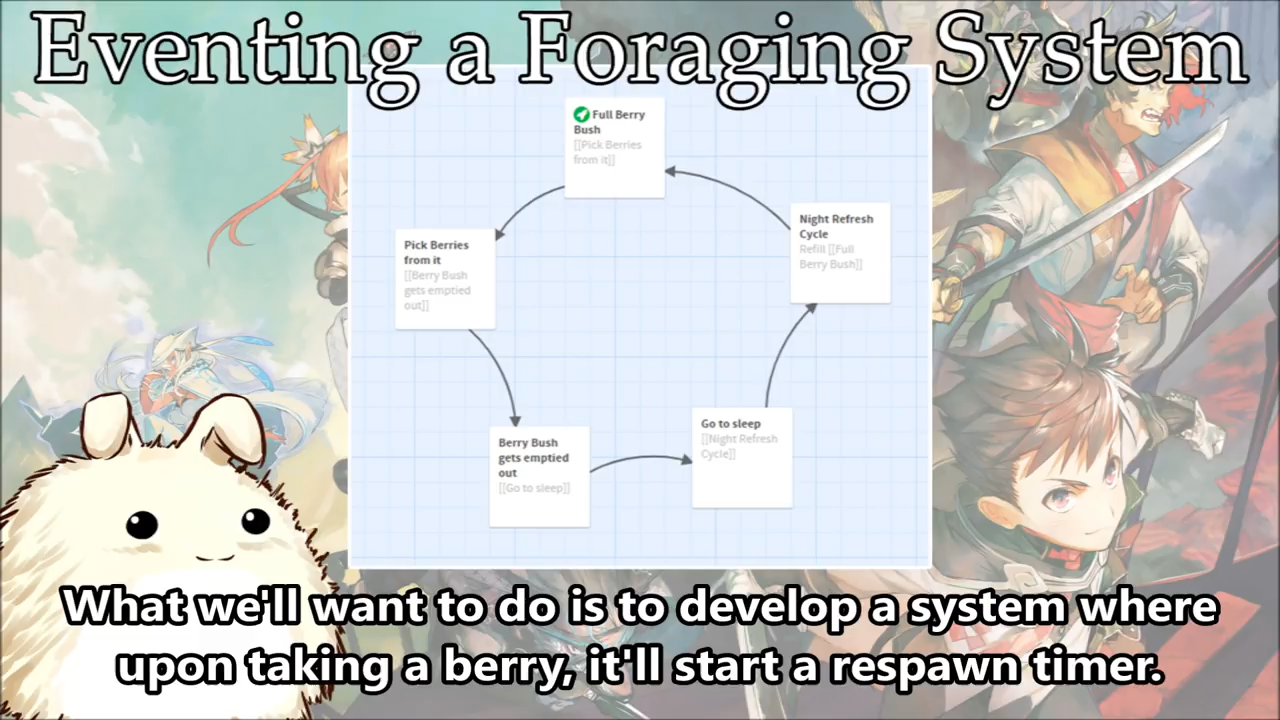 Eventing a Foraging System
Full Berry
Bush
[[Pick Berries
from it]]
Night Refresh
Cycle
Refill [[Full
Berry Bush]]
Pick Berries
from it
[[Berry Bush
gets emptied
out]]
Go to sleep
[[Night Refresh
Cycle]]
Berry Bush
gets emptied
out
[[Go to sleep]]
What we'll want to do is to develop a system where
upon taking a berry, it'll start a respawn timer.